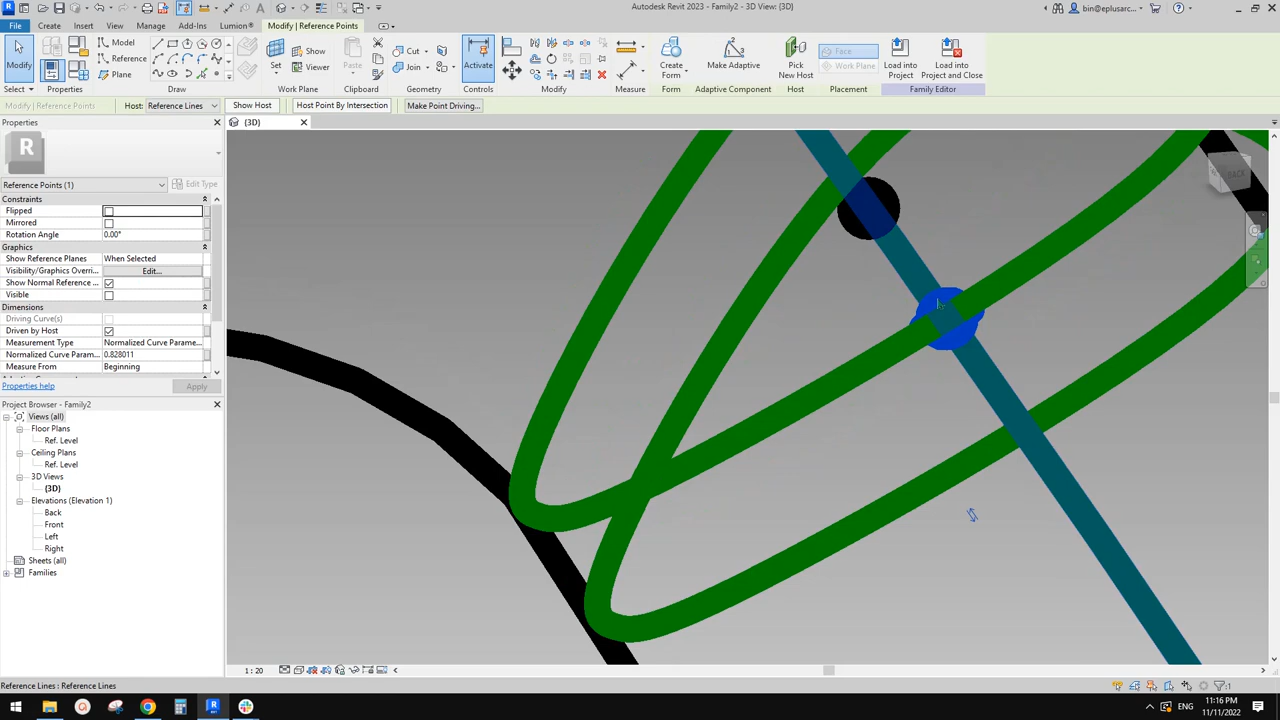 Autodesk Revit 2023 - Family2 - 3D View: {3D}
bin@eplusarc...
File Create Insert View Manage Add-Ins Lumion® Modify | Reference Points
Modify
Model
Reference
Plane
Set
Show
Viewer
Paste
Cut
Join
Activate
Create Form
Make Adaptive
Pick New Host
Face
Work Plane
Load into Project
Load into Project and Close
Select Properties Draw Work Plane Clipboard Geometry Controls Modify Measure Form Adaptive Component Host Placement Family Editor
Modify | Reference Points Host: Reference Lines Show Host Host Point By Intersection Make Point Driving...
Properties
{3D}
R
BACK
Reference Points (1) Edit Type
Constraints
Flipped
Mirrored
Rotation Angle 0.00°
Graphics
Show Reference Planes When Selected
Visibility/Graphics Overri... Edit...
Show Normal Reference ...
Visible
Dimensions
Driving Curve(s)
Driven by Host
Measurement Type Normalized Curve Parame...
Normalized Curve Param... 0.828011
Measure From Beginning
Properties help Apply
Project Browser - Family2
Views (all)
Floor Plans
Ref. Level
Ceiling Plans
Ref. Level
3D Views
{3D}
Elevations (Elevation 1)
Back
Front
Left
Right
Sheets (all)
Families
1 : 20
Reference Lines : Reference Lines
:1
ENG
11:16 PM
11/11/2022